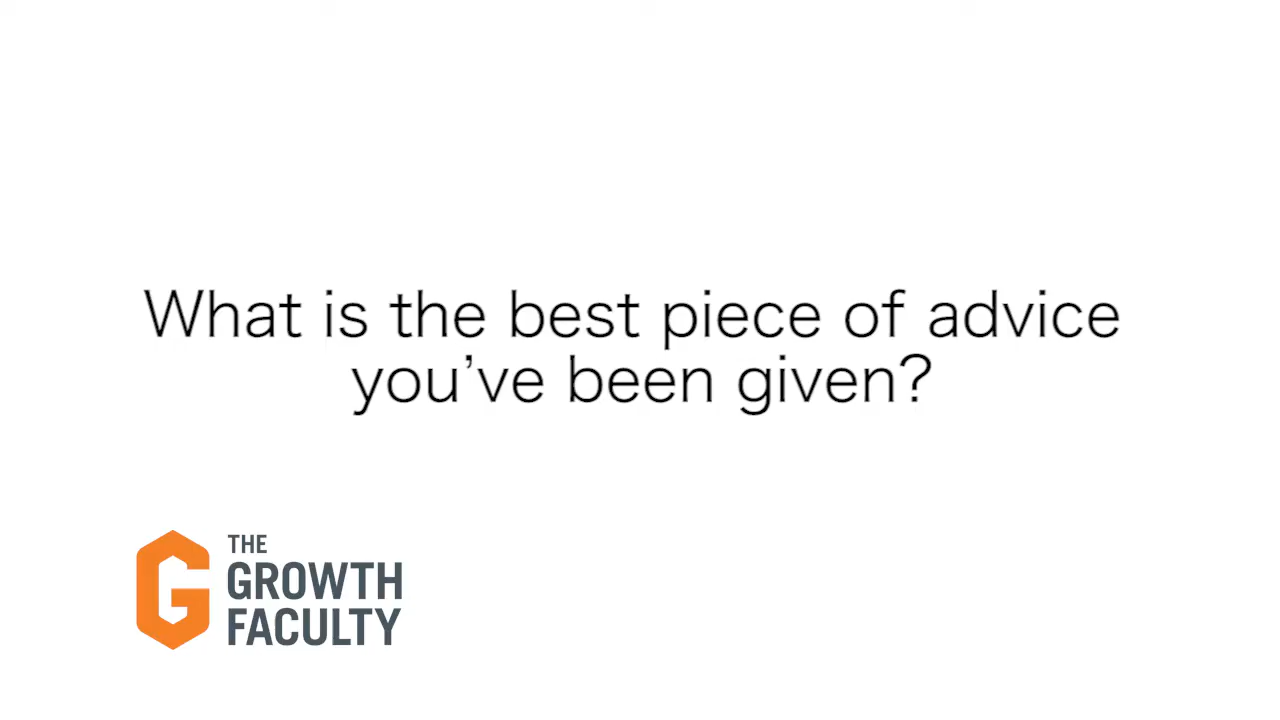 What is the best piece of advice
you’ve been given?
THE
GROWTH
FACULTY